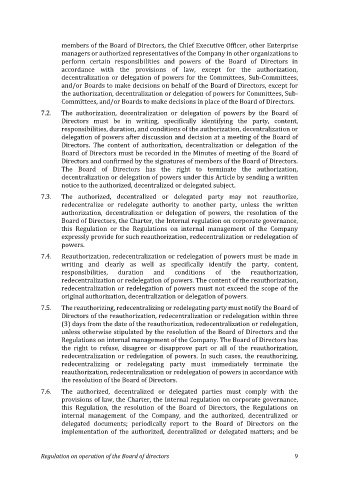 members of the Board of Directors, the Chief Executive Officer, other Enterprise
managers or authorized representatives of the Company in other organizations to
perform certain responsibilities and powers of the Board of Directors in
accordance with the provisions of law, except for the authorization,
decentralization or delegation of powers for the Committees, Sub-Committees,
and/or Boards to make decisions on behalf of the Board of Directors, except for
the authorization, decentralization or delegation of powers for Committees, Sub-
Committees, and/or Boards to make decisions in place of the Board of Directors.
7.2. The authorization, decentralization or delegation of powers by the Board of
Directors must be in writing, specifically identifying the party, content,
responsibilities, duration, and conditions of the authorization, decentralization or
delegation of powers after discussion and decision at a meeting of the Board of
Directors. The content of authorization, decentralization or delegation of the
Board of Directors must be recorded in the Minutes of meeting of the Board of
Directors and confirmed by the signatures of members of the Board of Directors.
The Board of Directors has the right to terminate the authorization,
decentralization or delegation of powers under this Article by sending a written
notice to the authorized, decentralized or delegated subject.
7.3. The authorized, decentralized or delegated party may not reauthorize,
redecentralize or redelegate authority to another party, unless the written
authorization, decentralization or delegation of powers, the resolution of the
Board of Directors, the Charter, the Internal regulation on corporate governance,
this Regulation or the Regulations on internal management of the Company
expressly provide for such reauthorization, redecentralization or redelegation of
powers.
7.4. Reauthorization, redecentralization or redelegation of powers must be made in
writing and clearly as well as specifically identify the party, content,
responsibilities, duration and conditions of the reauthorization,
redecentralization or redelegation of powers. The content of the reauthorization,
redecentralization or redelegation of powers must not exceed the scope of the
original authorization, decentralization or delegation of powers.
7.5. The reauthorizing, redecentralizing or redelegating party must notify the Board of
Directors of the reauthorization, redecentralization or redelegation within three
(3) days from the date of the reauthorization, redecentralization or redelegation,
unless otherwise stipulated by the resolution of the Board of Directors and the
Regulations on internal management of the Company. The Board of Directors has
the right to refuse, disagree or disapprove part or all of the reauthorization,
redecentralization or redelegation of powers. In such cases, the reauthorizing,
redecentralizing or redelegating party must immediately terminate the
reauthorization, redecentralization or redelegation of powers in accordance with
the resolution of the Board of Directors.
7.6. The authorized, decentralized or delegated parties must comply with the
provisions of law, the Charter, the Internal regulation on corporate governance,
this Regulation, the resolution of the Board of Directors, the Regulations on
internal management of the Company, and the authorized, decentralized or
delegated documents; periodically report to the Board of Directors on the
implementation of the authorized, decentralized or delegated matters; and be
Regulation on operation of the Board of directors 9